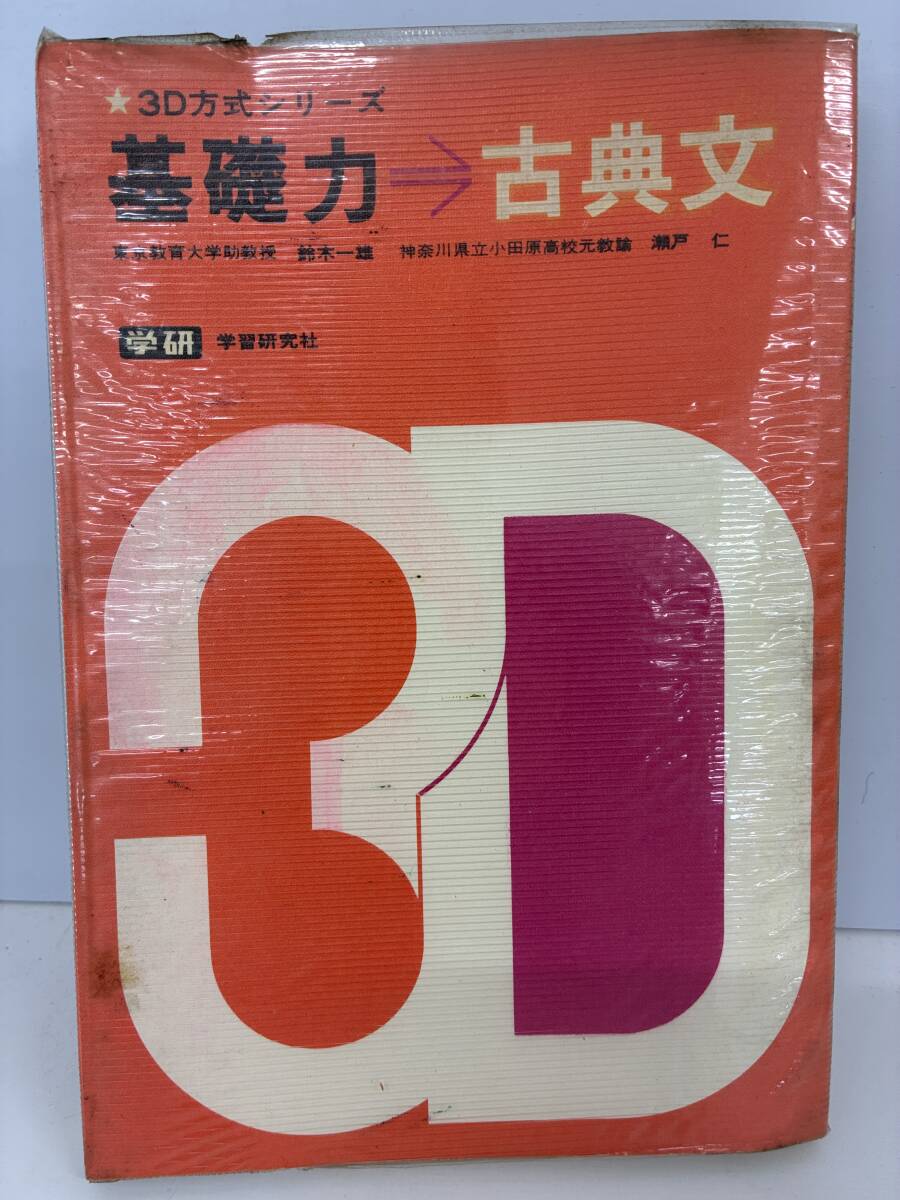 ★3D方式シリーズ
基礎力→古典文
東京教育大学助教授 鈴木一雄 神奈川県立小田原高校元教諭 瀬戸 仁
学研 学習研究社
3D